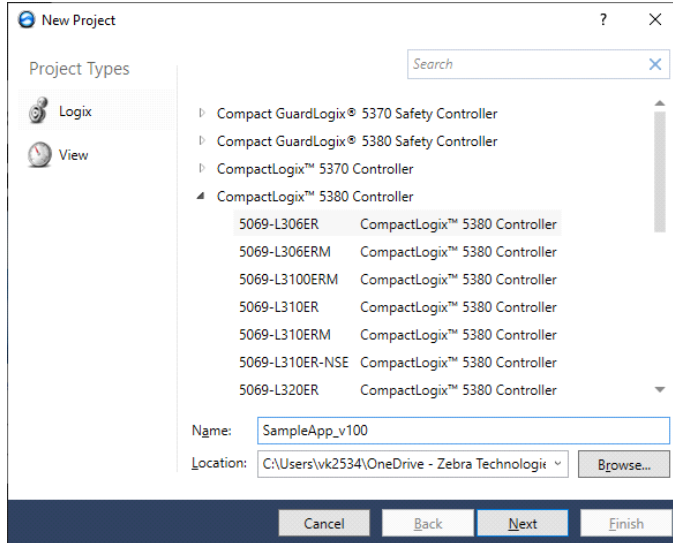 New Project ? ×
Project Types
Search ×
Logix
View
Compact GuardLogix® 5370 Safety Controller
Compact GuardLogix® 5380 Safety Controller
CompactLogix™ 5370 Controller
CompactLogix™ 5380 Controller
5069-L306ER CompactLogix™ 5380 Controller
5069-L306ERM CompactLogix™ 5380 Controller
5069-L3100ERM CompactLogix™ 5380 Controller
5069-L310ER CompactLogix™ 5380 Controller
5069-L310ERM CompactLogix™ 5380 Controller
5069-L310ER-NSE CompactLogix™ 5380 Controller
5069-L320ER CompactLogix™ 5380 Controller
Name: SampleApp_v100
Location: C:\Users\vk2534\OneDrive - Zebra Technologie Browse...
Cancel Back Next Finish